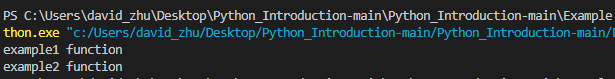 PS C:\Users\david_zhu\Desktop\Python_Introduction-main\Python_Introduction-main\Example
thon.exe "c:/Users/david_zhu/Desktop/Python_Introduction-main/Python_Introduction-main/
example1 function
example2 function